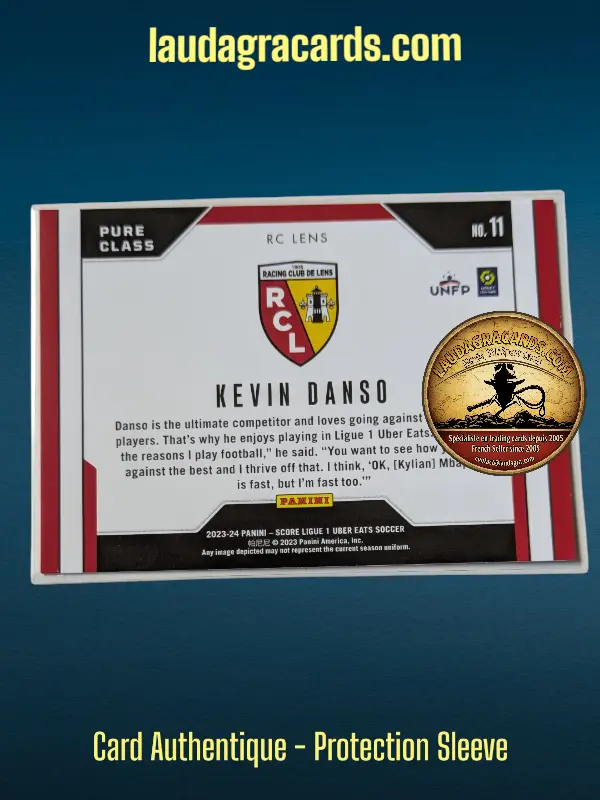 laudagracards.com
PURE
CLASS
NO. 11
RC LENS
1906
RACING CLUB DE LENS
RCL
UNFP
KEVIN DANSO
Danso is the ultimate competitor and loves going against
players. That's why he enjoys playing in Ligue 1 Uber Eats.
the reasons I play football," he said. "You want to see how
against the best and I thrive off that. I think, 'OK, [Kylian]
is fast, but I'm fast too.'"
PANINI
2023-24 PANINI – SCORE LIGUE 1 UBER EATS SOCCER
帕尼尼 © 2023 Panini America, Inc.
Any image depicted may not represent the current season uniform.
LAUDAGRACARDS.COM
Spécialiste en trading cards depuis 2005
French Seller since 2005
Card Authentique - Protection Sleeve